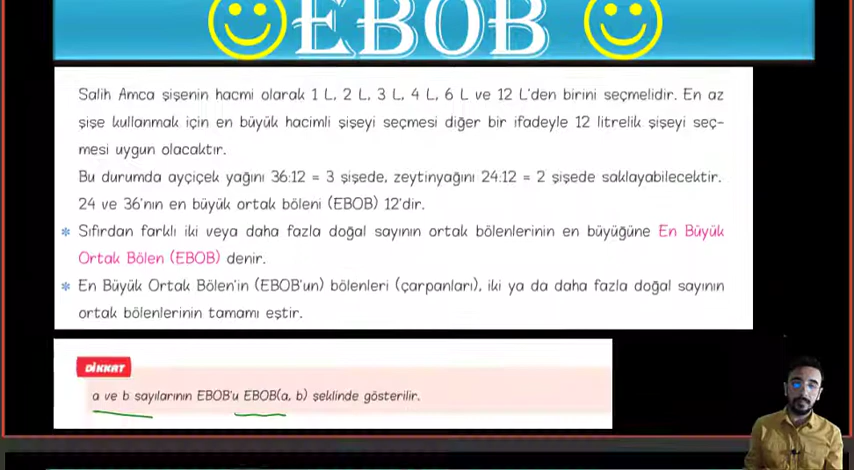 EBOB
Salih Amca şişenin hacmi olarak 1 L, 2 L, 3 L, 4 L, 6 L ve 12 L'den birini seçmelidir. En az
şişe kullanmak için en büyük hacimli şişeyi seçmesi diğer bir ifadeyle 12 litrelik şişeyi seç-
mesi uygun olacaktır.
Bu durumda ayçiçek yağını 36:12 = 3 şişede, zeytinyağını 24:12 = 2 şişede saklayabilecektir.
24 ve 36'nın en büyük ortak böleni (EBOB) 12'dir.
* Sıfırdan farklı iki veya daha fazla doğal sayının ortak bölenlerinin en büyüğüne En Büyük
Ortak Bölen (EBOB) denir.
* En Büyük Ortak Bölen'in (EBOB'un) bölenleri (çarpanları), iki ya da daha fazla doğal sayının
ortak bölenlerinin tamamı eştir.
DİKKAT
a ve b sayılarının EBOB'u EBOB(a, b) şeklinde gösterilir.